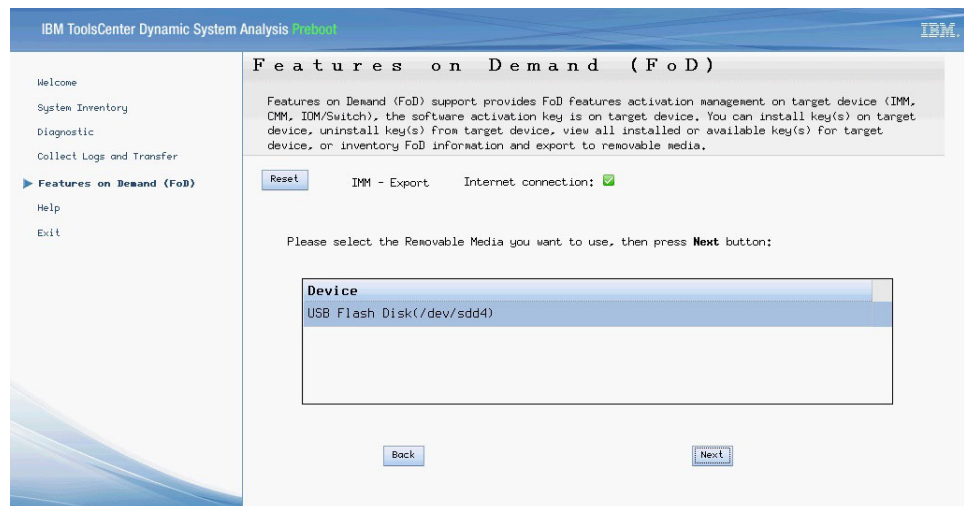 IBM ToolsCenter Dynamic System Analysis Preboot
IBM.
Welcome
System Inventory
Diagnostic
Collect Logs and Transfer
Features on Demand (FoD)
Help
Exit
Features on Demand (FoD)
Features on Demand (FoD) support provides FoD features activation management on target device (IMM,
CMM, IOM/Switch), the software activation key is on target device. You can install key(s) on target
device, uninstall key(s) from target device, view all installed or available key(s) for target
device, or inventory FoD information and export to removable media.
Reset IMM - Export Internet connection:
Please select the Removable Media you want to use, then press Next button:
Device
USB Flash Disk(/dev/sdd4)
Back Next